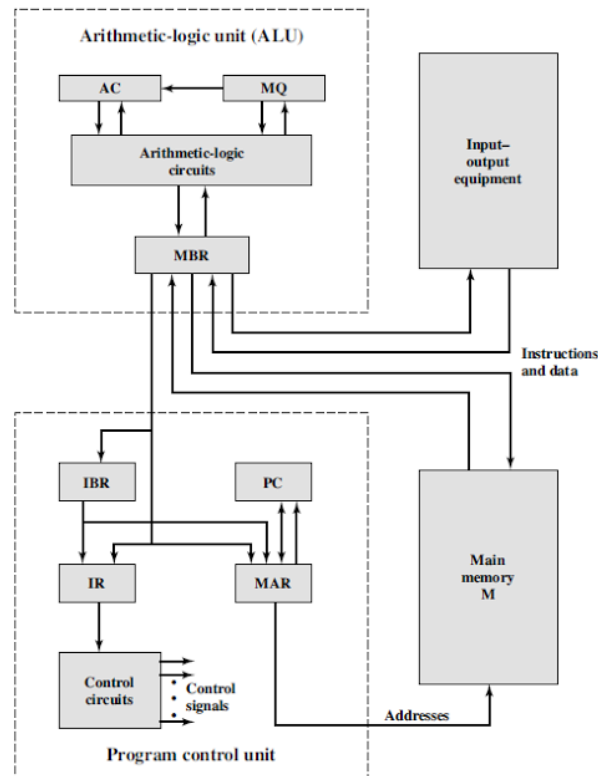 Arithmetic-logic unit (ALU)
AC
MQ
Arithmetic-logic
circuits
MBR
Input–
output
equipment
Instructions
and data
IBR
PC
IR
MAR
Main
memory
M
Control
circuits
Control
signals
Addresses
Program control unit